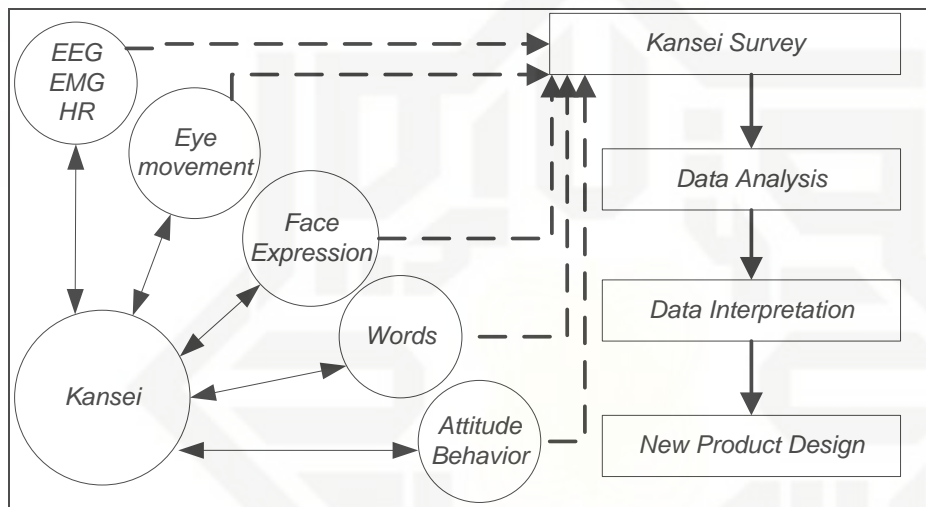 EEG
EMG
HR
Eye
movement
Face
Expression
Words
Attitude
Behavior
Kansei
Kansei Survey
Data Analysis
Data Interpretation
New Product Design